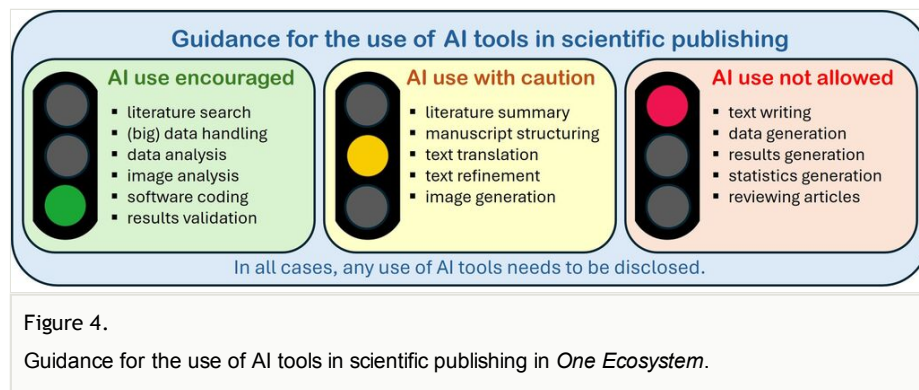 Guidance for the use of AI tools in scientific publishing
AI use encouraged
▪ literature search
▪ (big) data handling
▪ data analysis
▪ image analysis
▪ software coding
▪ results validation
AI use with caution
▪ literature summary
▪ manuscript structuring
▪ text translation
▪ text refinement
▪ image generation
AI use not allowed
▪ text writing
▪ data generation
▪ results generation
▪ statistics generation
▪ reviewing articles
In all cases, any use of AI tools needs to be disclosed.
Figure 4.
Guidance for the use of AI tools in scientific publishing in One Ecosystem.